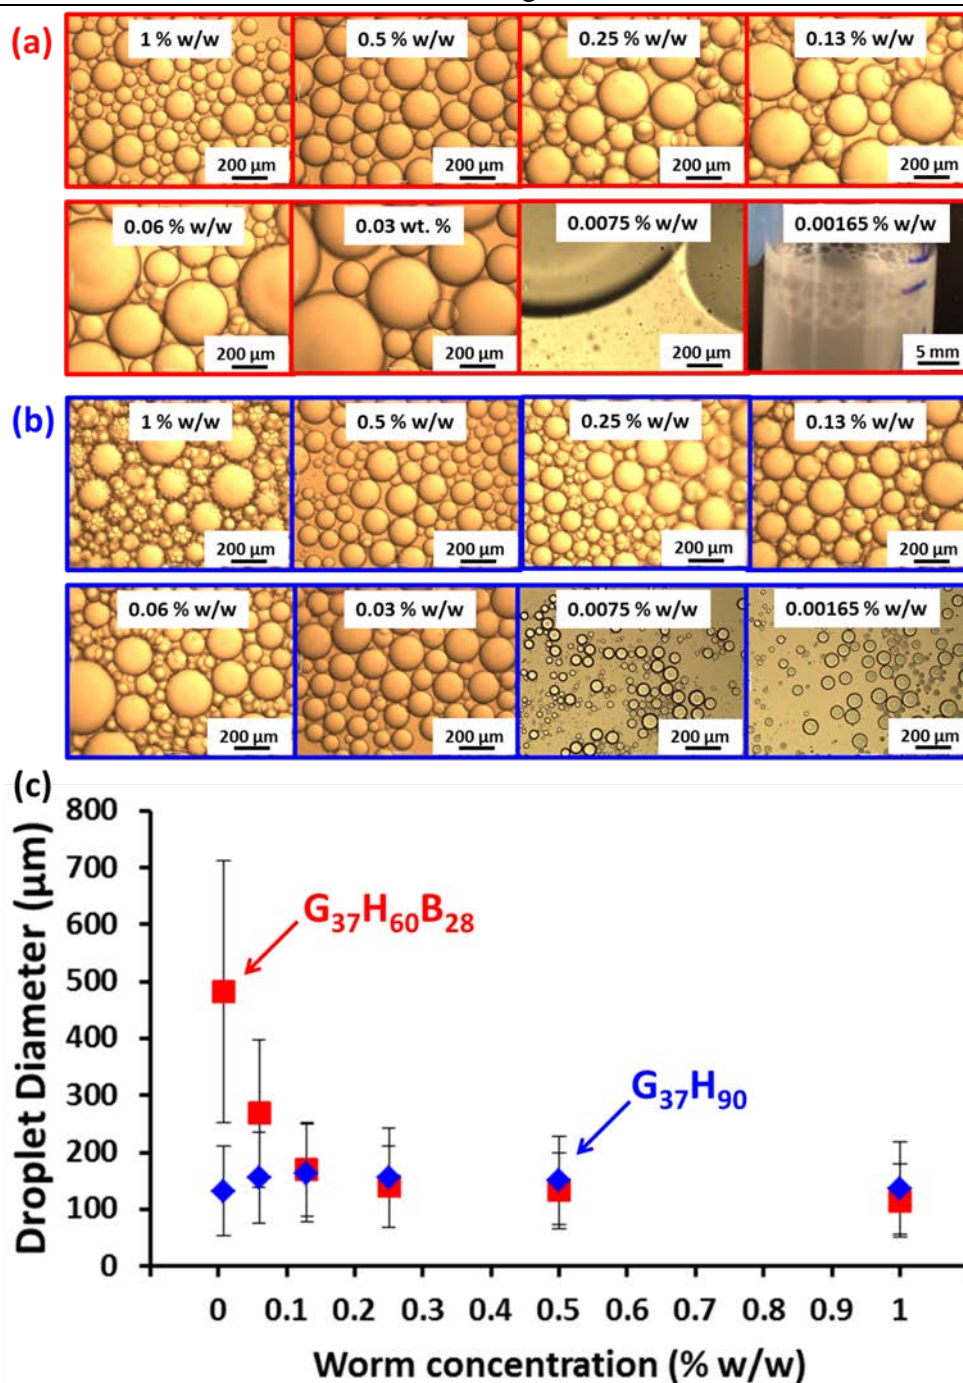 (a)
1 % w/w 0.5 % w/w 0.25 % w/w 0.13 % w/w
200 µm 200 µm 200 µm 200 µm
0.06 % w/w 0.03 wt. % 0.0075 % w/w 0.00165 % w/w
200 µm 200 µm 200 µm 5 mm
(b)
1 % w/w 0.5 % w/w 0.25 % w/w 0.13 % w/w
200 µm 200 µm 200 µm 200 µm
0.06 % w/w 0.03 % w/w 0.0075 % w/w 0.00165 % w/w
200 µm 200 µm 200 µm 200 µm
(c)
Droplet Diameter (µm)
800
700
600
500
400
300
200
100
0
G₃₇H₆₀B₂₈
G₃₇H₉₀
0 0.1 0.2 0.3 0.4 0.5 0.6 0.7 0.8 0.9 1
Worm concentration (% w/w)